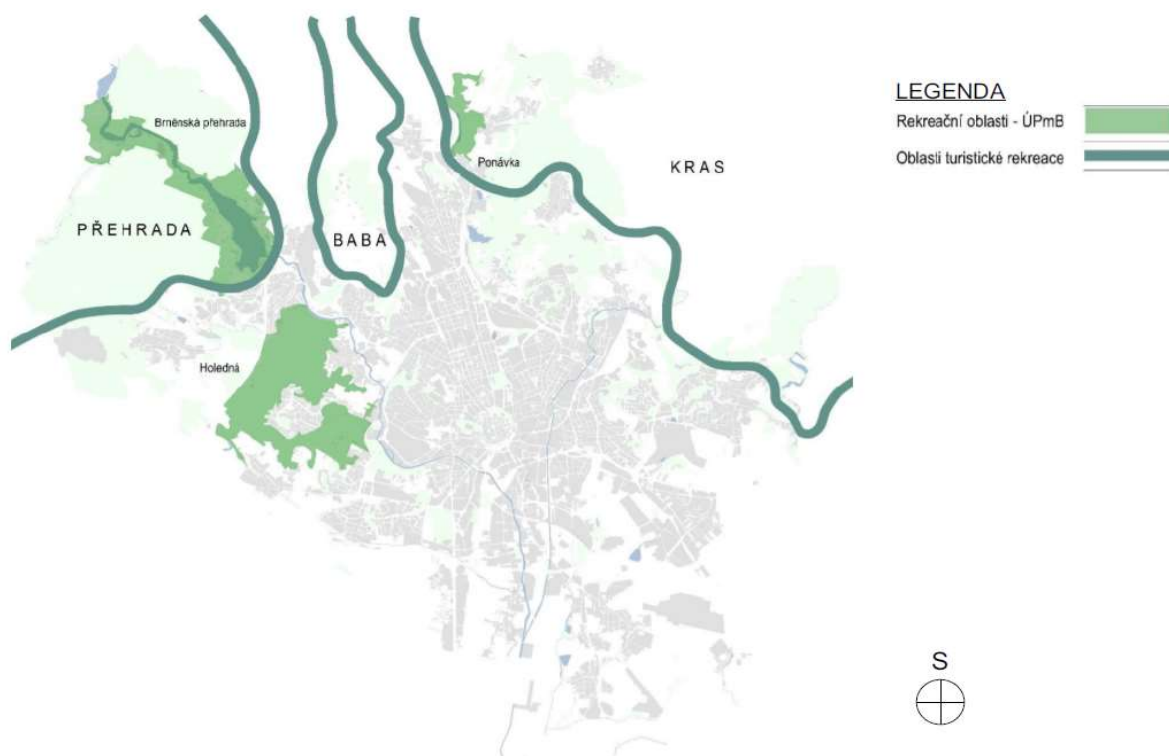 LEGENDA
Rekreační oblasti - ÚPmB
Oblasti turistické rekreace
Brněnská přehrada
Ponávka
KRAS
PŘEHRADA
BABA
Holedná
S